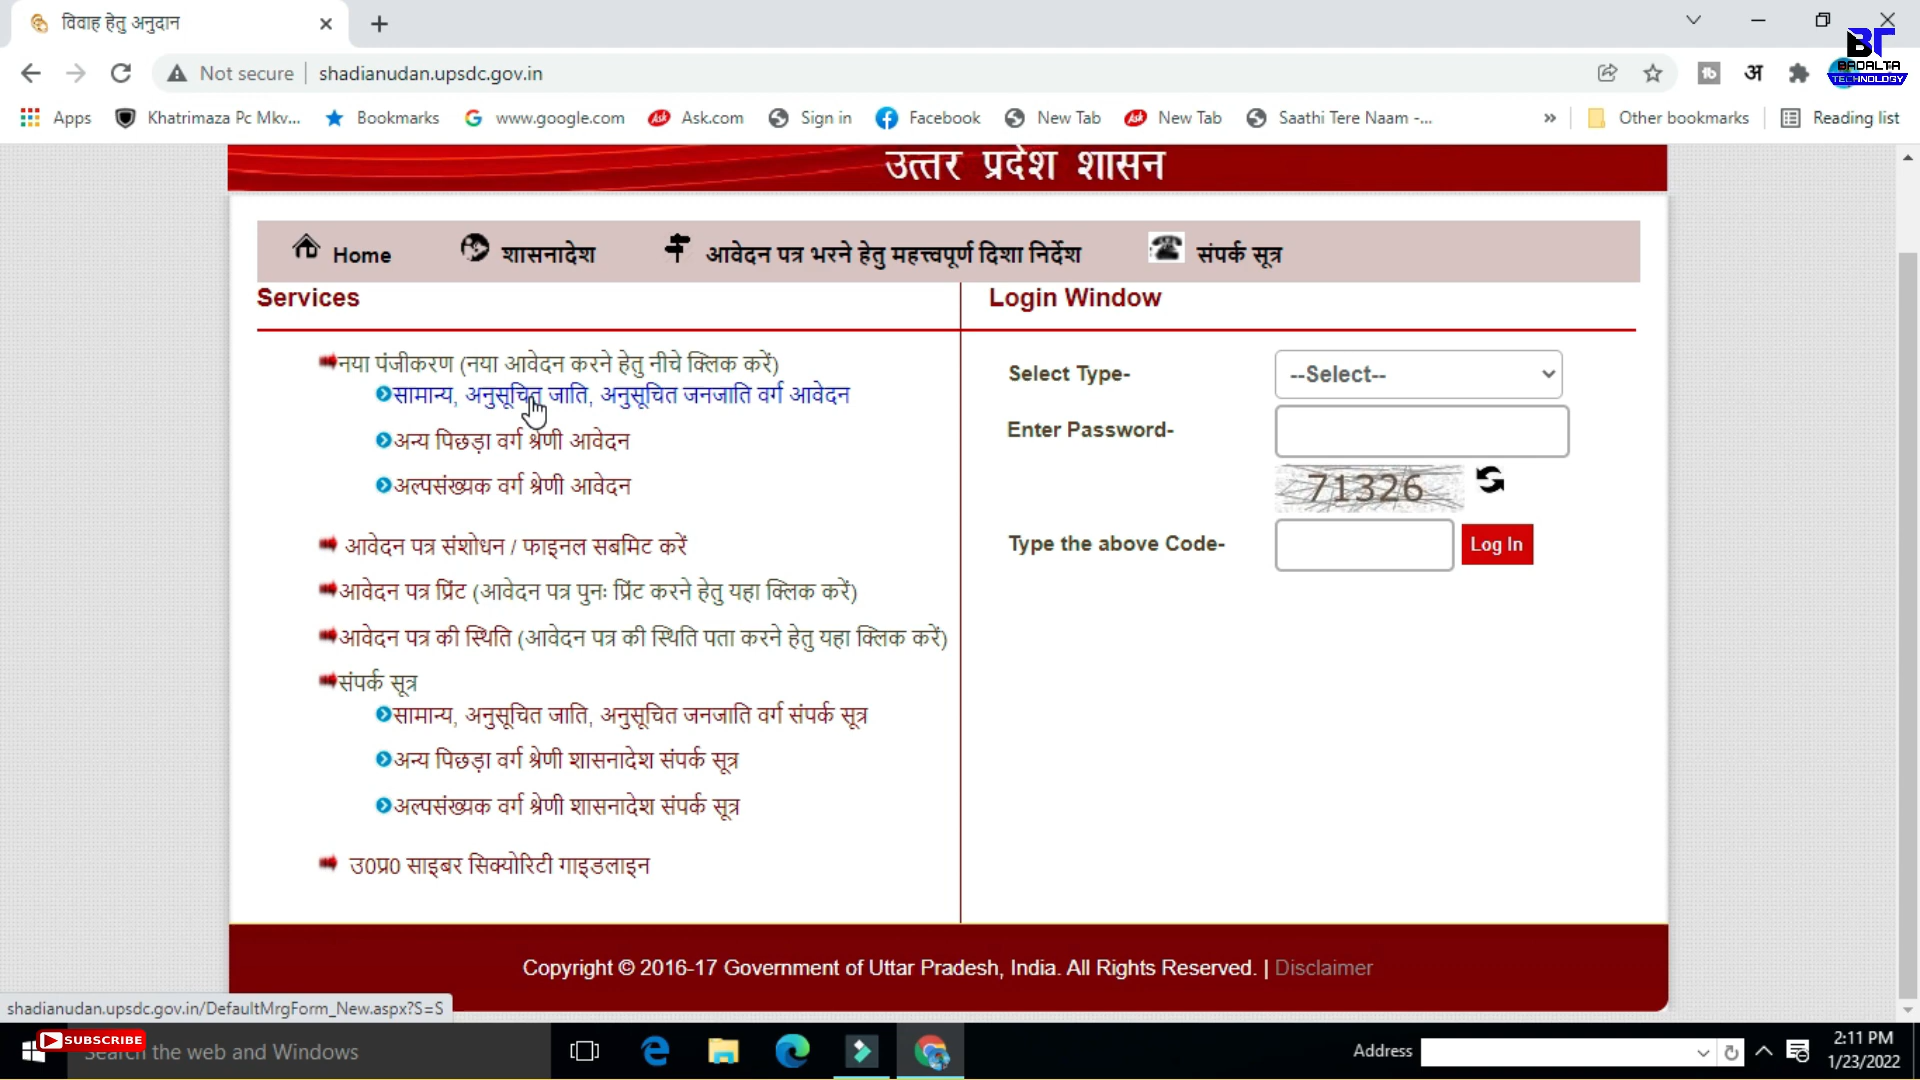 विवाह हेतु अनुदान
Not secure | shadianudan.upsdc.gov.in
BT
BADALTA
TECHNOLOGY
Apps Khatrimaza Pc Mkv... Bookmarks www.google.com Ask.com Sign in Facebook New Tab New Tab Saathi Tere Naam -... » Other bookmarks Reading list
उत्तर प्रदेश शासन
Home शासनादेश आवेदन पत्र भरने हेतु महत्त्वपूर्ण दिशा निर्देश संपर्क सूत्र
Services
नया पंजीकरण (नया आवेदन करने हेतु नीचे क्लिक करें)
सामान्य, अनुसूचित जाति, अनुसूचित जनजाति वर्ग आवेदन
अन्य पिछड़ा वर्ग श्रेणी आवेदन
अल्पसंख्यक वर्ग श्रेणी आवेदन
आवेदन पत्र संशोधन / फाइनल सबमिट करें
आवेदन पत्र प्रिंट (आवेदन पत्र पुनः प्रिंट करने हेतु यहा क्लिक करें)
आवेदन पत्र की स्थिति (आवेदन पत्र की स्थिति पता करने हेतु यहा क्लिक करें)
संपर्क सूत्र
सामान्य, अनुसूचित जाति, अनुसूचित जनजाति वर्ग संपर्क सूत्र
अन्य पिछड़ा वर्ग श्रेणी शासनादेश संपर्क सूत्र
अल्पसंख्यक वर्ग श्रेणी शासनादेश संपर्क सूत्र
उ0प्र0 साइबर सिक्योरिटी गाइडलाइन
Login Window
Select Type- --Select--
Enter Password-
71326
Type the above Code- Log In
Copyright © 2016-17 Government of Uttar Pradesh, India. All Rights Reserved. | Disclaimer
shadianudan.upsdc.gov.in/DefaultMrgForm_New.aspx?S=S
SUBSCRIBE
Search the web and Windows
Address
2:11 PM
1/23/2022